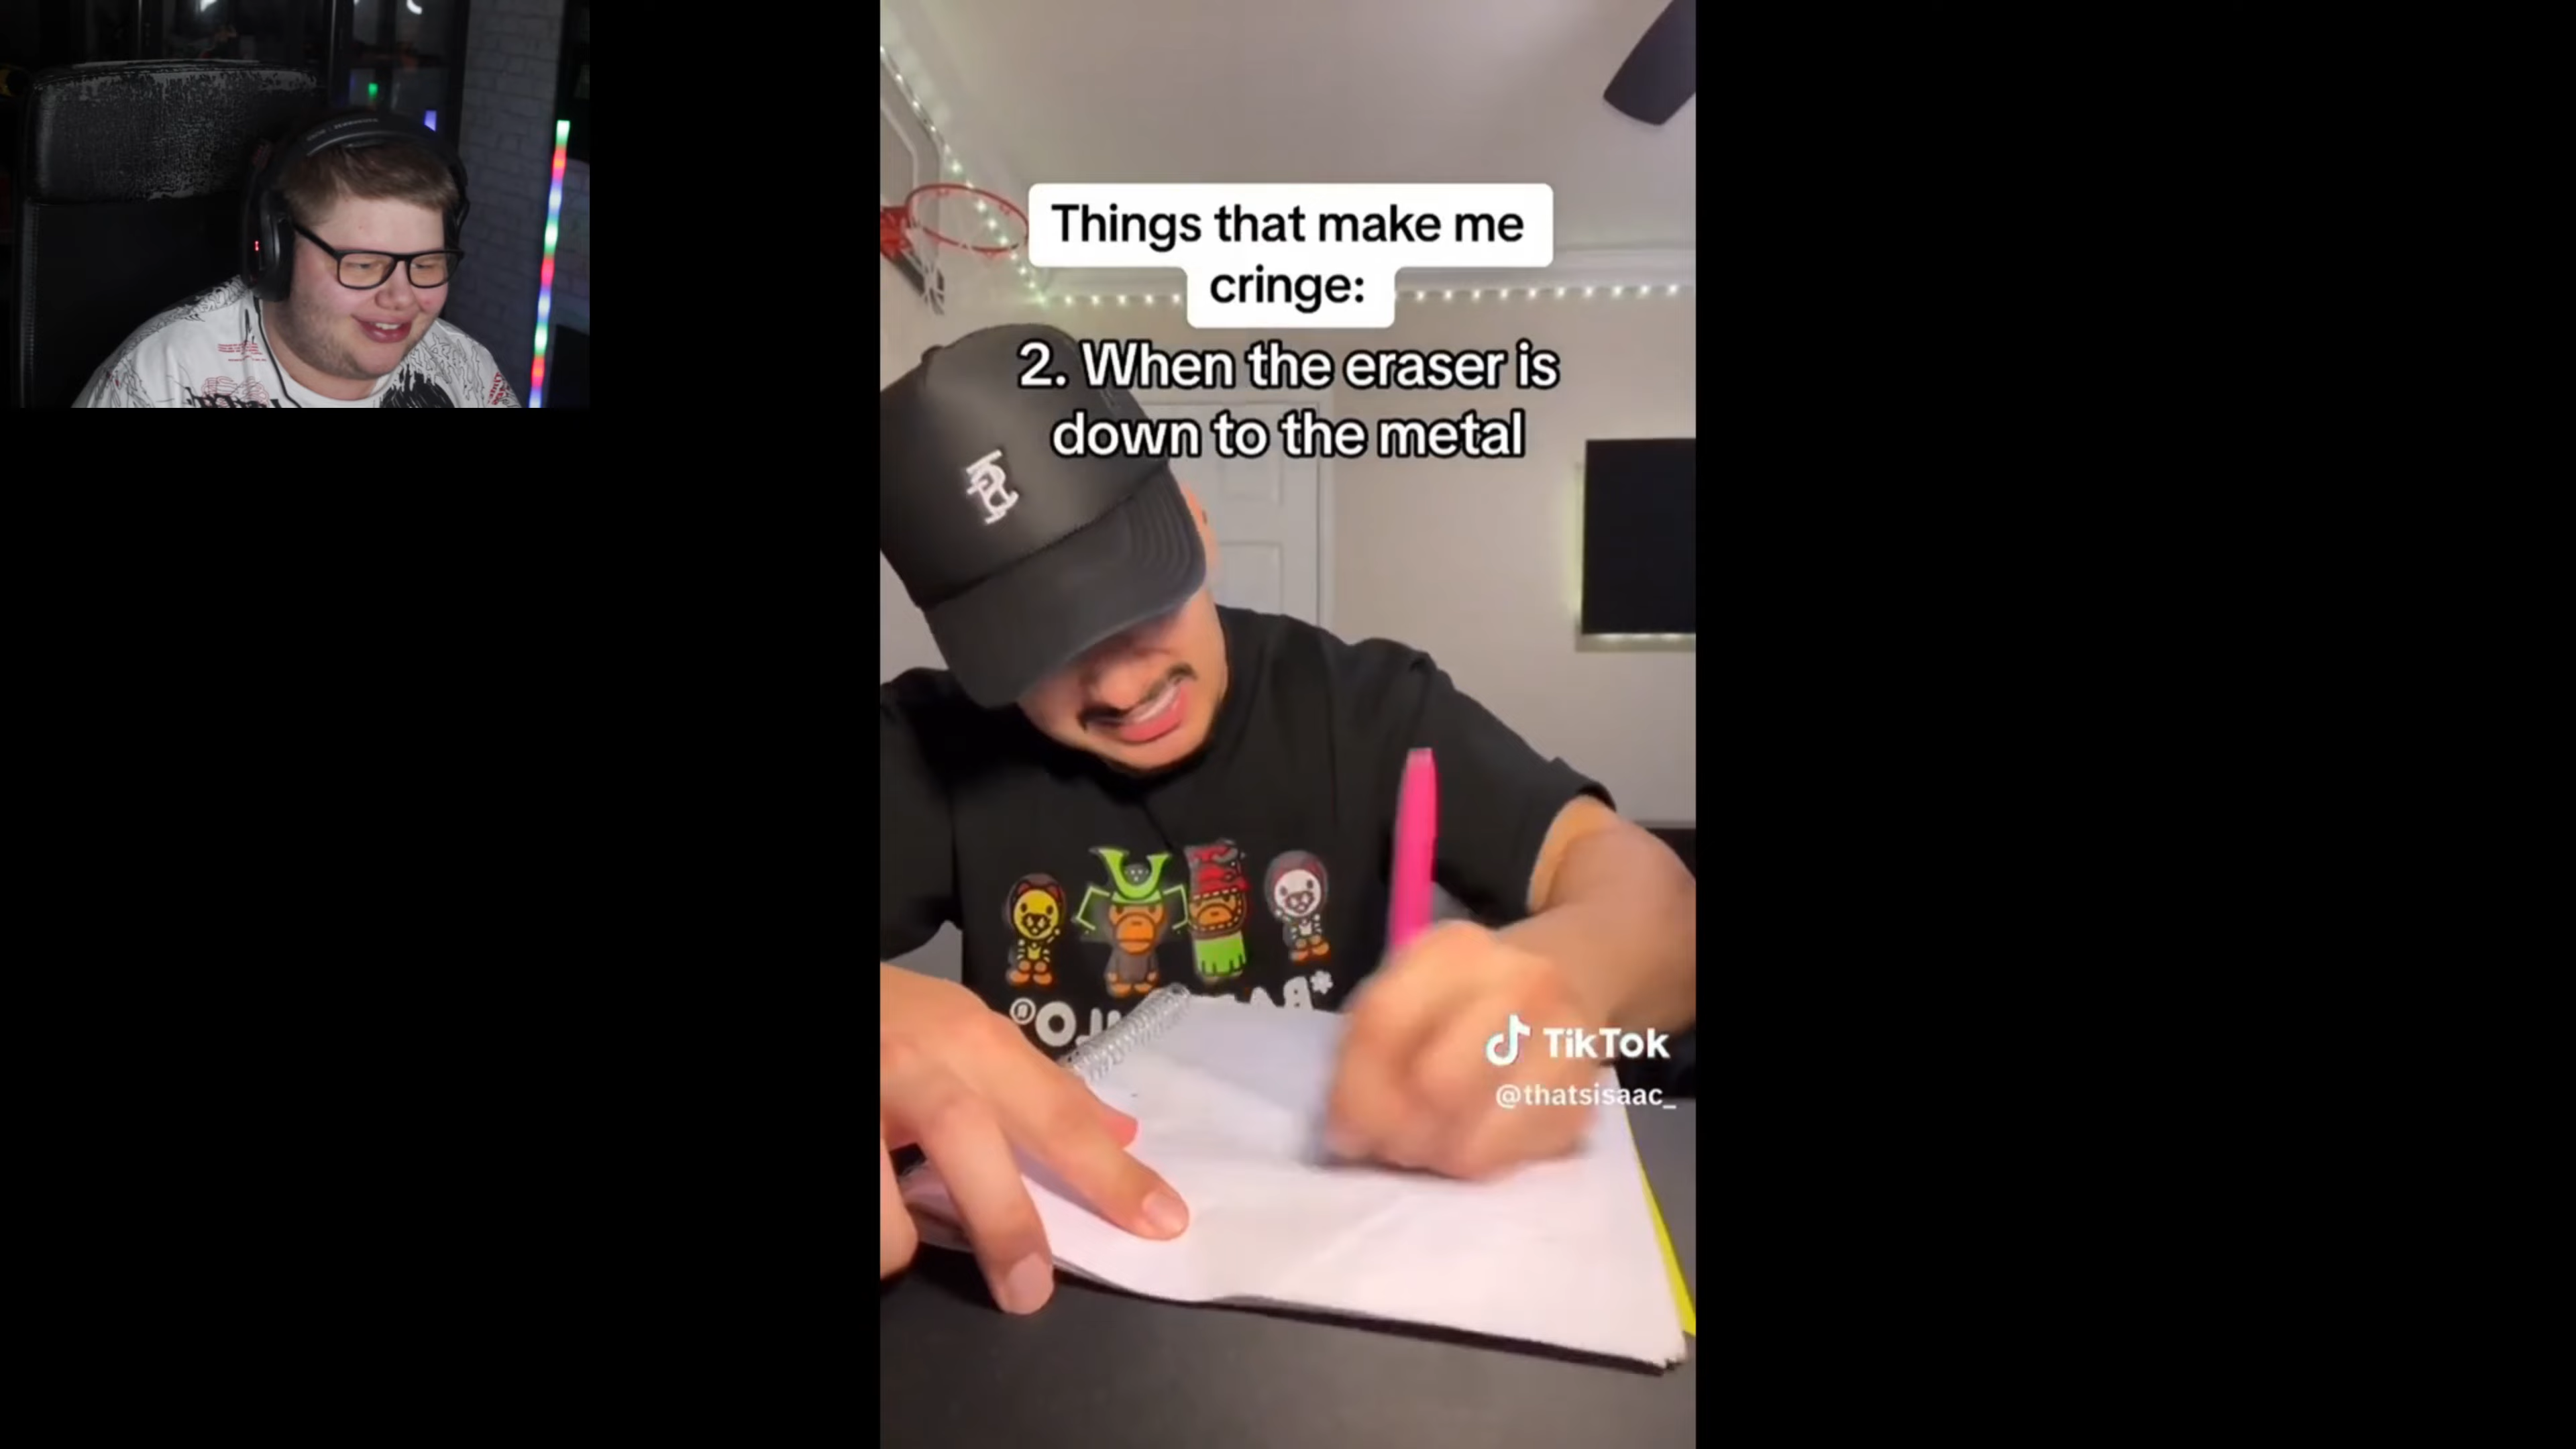 Things that make me
cringe:
2. When the eraser is
down to the metal
TikTok
@thatsisaac_